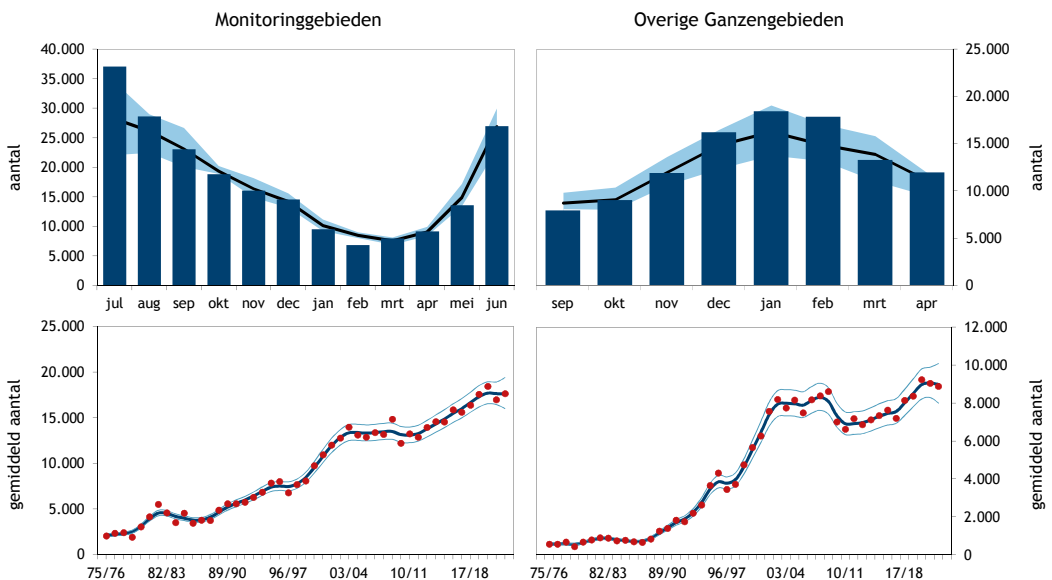 Monitoringgebieden
Overige Ganzengebieden
40.000
35.000
30.000
25.000
20.000
15.000
10.000
5.000
0
aantal
jul aug sep okt nov dec jan feb mrt apr mei jun
25.000
20.000
15.000
10.000
5.000
0
aantal
sep okt nov dec jan feb mrt apr
25.000
20.000
15.000
10.000
5.000
0
gemiddeld aantal
75/76 82/83 89/90 96/97 03/04 10/11 17/18
12.000
10.000
8.000
6.000
4.000
2.000
0
gemiddeld aantal
75/76 82/83 89/90 96/97 03/04 10/11 17/18